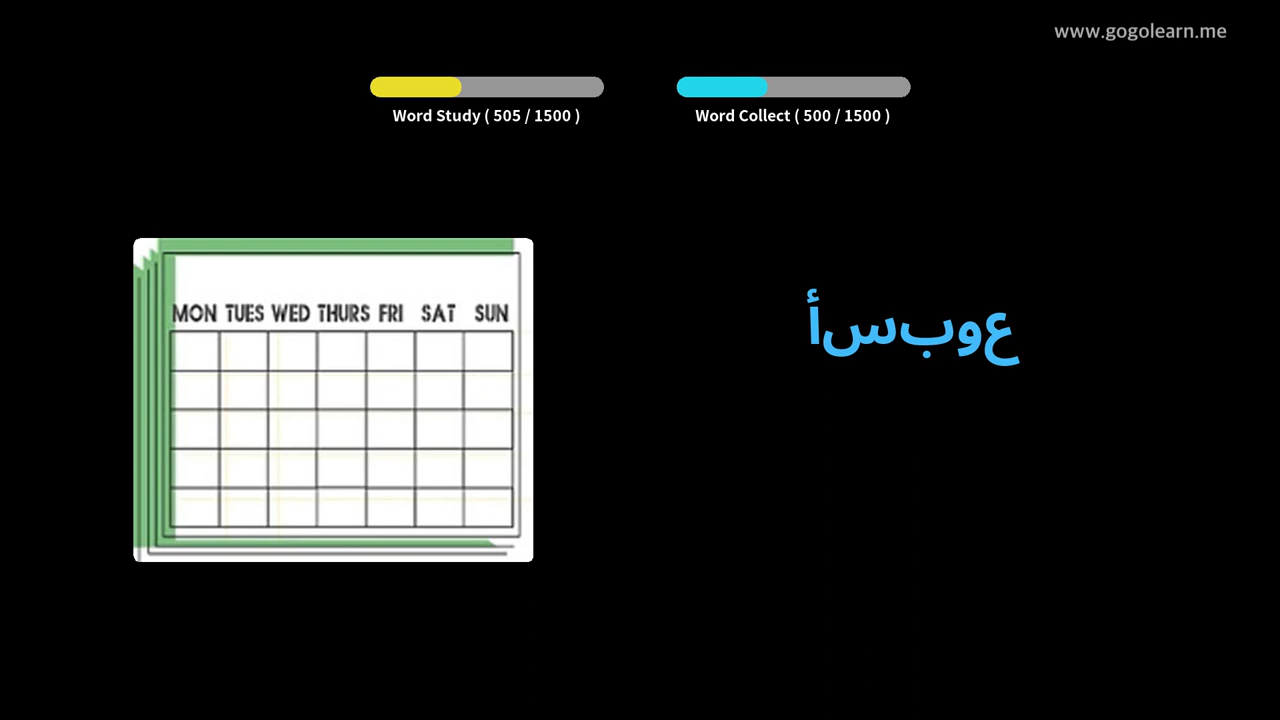 www.gogolearn.me
Word Study ( 505 / 1500 )
Word Collect ( 500 / 1500 )
MON TUES WED THURS FRI SAT SUN
عوبسأ